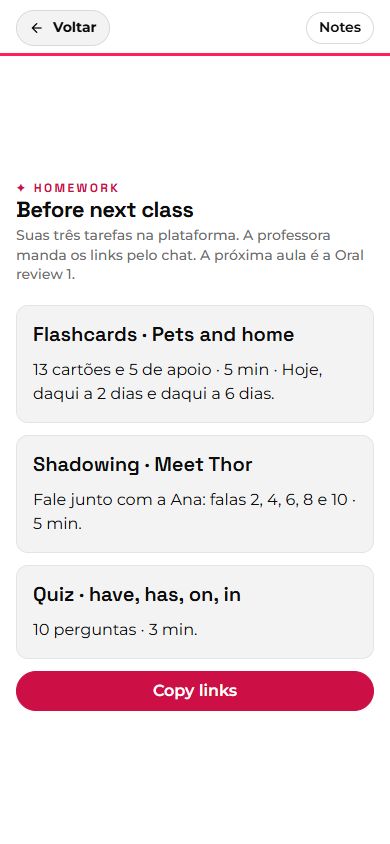 ← Voltar
Notes
✦ HOMEWORK
Before next class
Suas três tarefas na plataforma. A professora
manda os links pelo chat. A próxima aula é a Oral
review 1.
Flashcards · Pets and home
13 cartões e 5 de apoio · 5 min · Hoje,
daqui a 2 dias e daqui a 6 dias.
Shadowing · Meet Thor
Fale junto com a Ana: falas 2, 4, 6, 8 e 10 ·
5 min.
Quiz · have, has, on, in
10 perguntas · 3 min.
Copy links